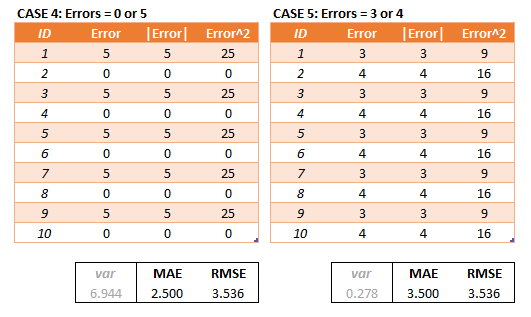 CASE 4: Errors = 0 or 5
ID Error |Error| Error^2
1 5 5 25
2 0 0 0
3 5 5 25
4 0 0 0
5 5 5 25
6 0 0 0
7 5 5 25
8 0 0 0
9 5 5 25
10 0 0 0
var MAE RMSE
6.944 2.500 3.536
CASE 5: Errors = 3 or 4
ID Error |Error| Error^2
1 3 3 9
2 4 4 16
3 3 3 9
4 4 4 16
5 3 3 9
6 4 4 16
7 3 3 9
8 4 4 16
9 3 3 9
10 4 4 16
var MAE RMSE
0.278 3.500 3.536